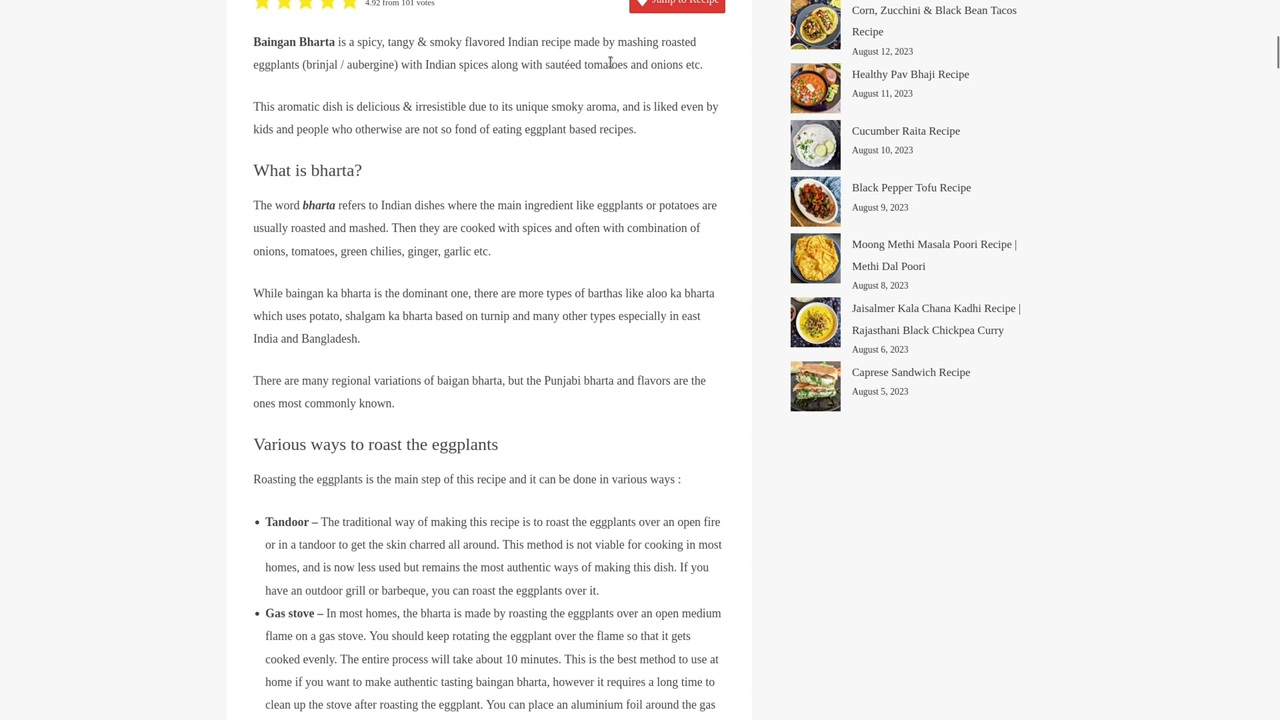 4.92 from 101 votes
Jump to Recipe
Baingan Bharta is a spicy, tangy & smoky flavored Indian recipe made by mashing roasted
eggplants (brinjal / aubergine) with Indian spices along with sautéed tomatoes and onions etc.
This aromatic dish is delicious & irresistible due to its unique smoky aroma, and is liked even by
kids and people who otherwise are not so fond of eating eggplant based recipes.
What is bharta?
The word bharta refers to Indian dishes where the main ingredient like eggplants or potatoes are
usually roasted and mashed. Then they are cooked with spices and often with combination of
onions, tomatoes, green chilies, ginger, garlic etc.
While baingan ka bharta is the dominant one, there are more types of barthas like aloo ka bharta
which uses potato, shalgam ka bharta based on turnip and many other types especially in east
India and Bangladesh.
There are many regional variations of baigan bharta, but the Punjabi bharta and flavors are the
ones most commonly known.
Various ways to roast the eggplants
Roasting the eggplants is the main step of this recipe and it can be done in various ways :
• Tandoor – The traditional way of making this recipe is to roast the eggplants over an open fire
or in a tandoor to get the skin charred all around. This method is not viable for cooking in most
homes, and is now less used but remains the most authentic ways of making this dish. If you
have an outdoor grill or barbeque, you can roast the eggplants over it.
• Gas stove – In most homes, the bharta is made by roasting the eggplants over an open medium
flame on a gas stove. You should keep rotating the eggplant over the flame so that it gets
cooked evenly. The entire process will take about 10 minutes. This is the best method to use at
home if you want to make authentic tasting baingan bharta, however it requires a long time to
clean up the stove after roasting the eggplant. You can place an aluminium foil around the gas
Corn, Zucchini & Black Bean Tacos
Recipe
August 12, 2023
Healthy Pav Bhaji Recipe
August 11, 2023
Cucumber Raita Recipe
August 10, 2023
Black Pepper Tofu Recipe
August 9, 2023
Moong Methi Masala Poori Recipe |
Methi Dal Poori
August 8, 2023
Jaisalmer Kala Chana Kadhi Recipe |
Rajasthani Black Chickpea Curry
August 6, 2023
Caprese Sandwich Recipe
August 5, 2023